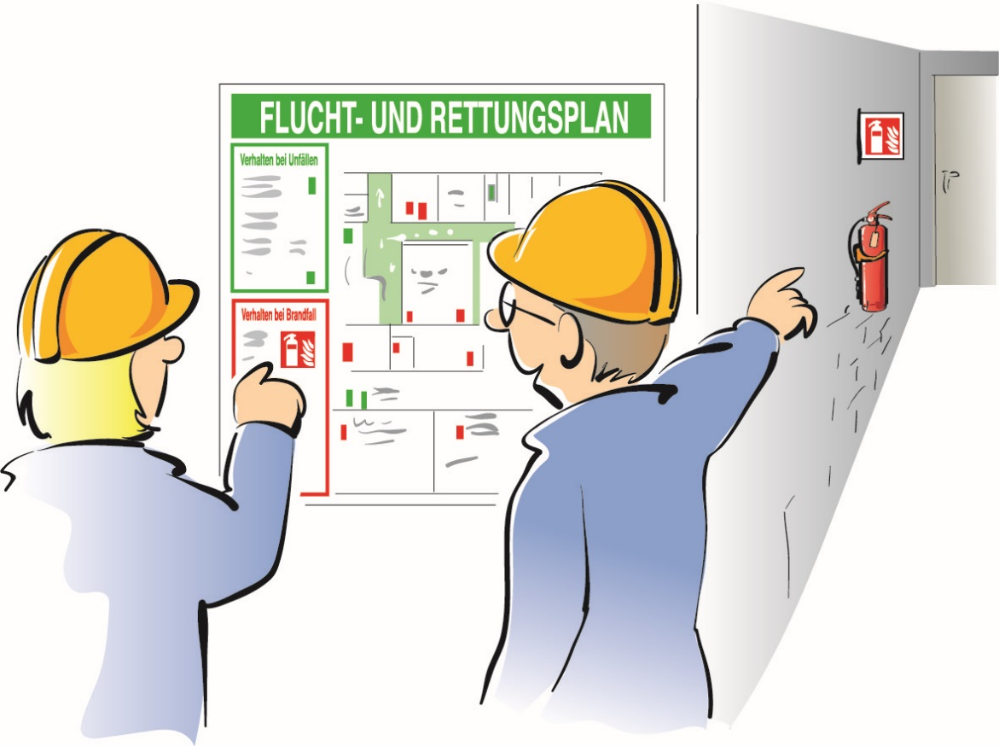 FLUCHT- UND RETTUNGSPLAN
Verhalten bei Unfällen
Verhalten bei Brandfall